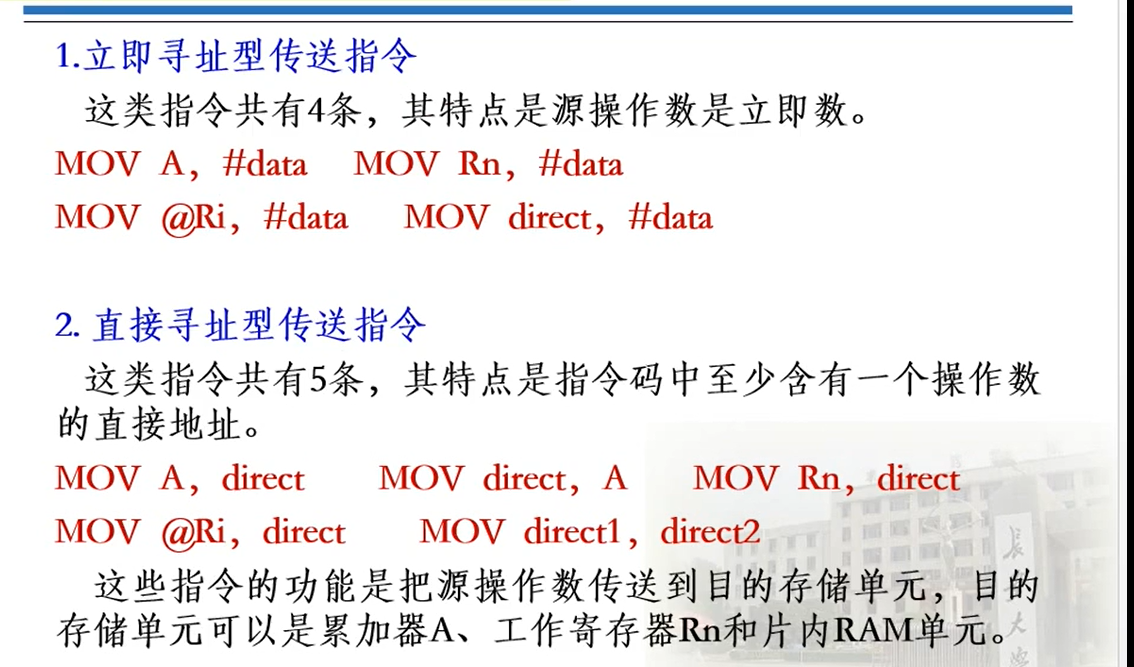 1.立即寻址型传送指令
这类指令共有4条，其特点是源操作数是立即数。
MOV A，#data MOV Rn，#data
MOV @Ri，#data MOV direct，#data
2. 直接寻址型传送指令
这类指令共有5条，其特点是指令码中至少含有一个操作数
的直接地址。
MOV A，direct MOV direct，A MOV Rn，direct
MOV @Ri，direct MOV direct1，direct2
这些指令的功能是把源操作数传送到目的存储单元，目的
存储单元可以是累加器A、工作寄存器Rn和片内RAM单元。
長
大